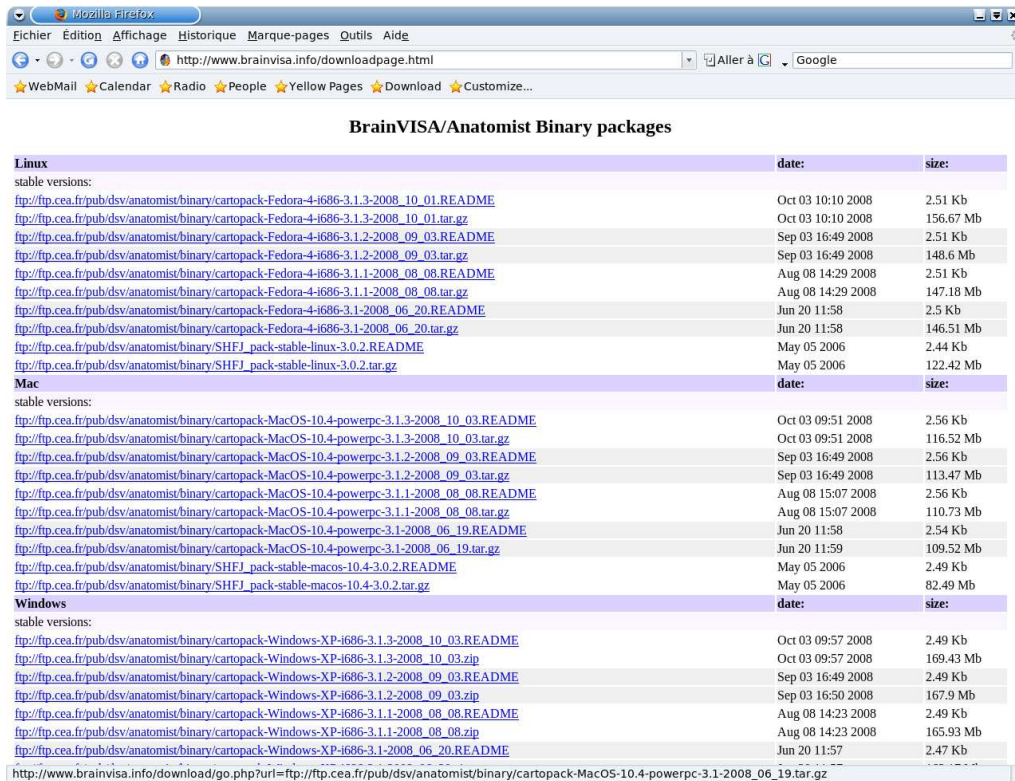 Mozilla Firefox
Fichier Édition Affichage Historique Marque-pages Outils Aide
http://www.brainvisa.info/downloadpage.html Aller à G Google
WebMail Calendar Radio People Yellow Pages Download Customize...
BrainVISA/Anatomist Binary packages
Linux date: size:
stable versions:
ftp://ftp.cea.fr/pub/dsv/anatomist/binary/cartopack-Fedora-4-i686-3.1.3-2008_10_01.README Oct 03 10:10 2008 2.51 Kb
ftp://ftp.cea.fr/pub/dsv/anatomist/binary/cartopack-Fedora-4-i686-3.1.3-2008_10_01.tar.gz Oct 03 10:10 2008 156.67 Mb
ftp://ftp.cea.fr/pub/dsv/anatomist/binary/cartopack-Fedora-4-i686-3.1.2-2008_09_03.README Sep 03 16:49 2008 2.51 Kb
ftp://ftp.cea.fr/pub/dsv/anatomist/binary/cartopack-Fedora-4-i686-3.1.2-2008_09_03.tar.gz Sep 03 16:49 2008 148.6 Mb
ftp://ftp.cea.fr/pub/dsv/anatomist/binary/cartopack-Fedora-4-i686-3.1.1-2008_08_08.README Aug 08 14:29 2008 2.51 Kb
ftp://ftp.cea.fr/pub/dsv/anatomist/binary/cartopack-Fedora-4-i686-3.1.1-2008_08_08.tar.gz Aug 08 14:29 2008 147.18 Mb
ftp://ftp.cea.fr/pub/dsv/anatomist/binary/cartopack-Fedora-4-i686-3.1-2008_06_20.README Jun 20 11:58 2.5 Kb
ftp://ftp.cea.fr/pub/dsv/anatomist/binary/cartopack-Fedora-4-i686-3.1-2008_06_20.tar.gz Jun 20 11:58 146.51 Mb
ftp://ftp.cea.fr/pub/dsv/anatomist/binary/SHFJ_pack-stable-linux-3.0.2.README May 05 2006 2.44 Kb
ftp://ftp.cea.fr/pub/dsv/anatomist/binary/SHFJ_pack-stable-linux-3.0.2.tar.gz May 05 2006 122.42 Mb
Mac date: size:
stable versions:
ftp://ftp.cea.fr/pub/dsv/anatomist/binary/cartopack-MacOS-10.4-powerpc-3.1.3-2008_10_03.README Oct 03 09:51 2008 2.56 Kb
ftp://ftp.cea.fr/pub/dsv/anatomist/binary/cartopack-MacOS-10.4-powerpc-3.1.3-2008_10_03.tar.gz Oct 03 09:51 2008 116.52 Mb
ftp://ftp.cea.fr/pub/dsv/anatomist/binary/cartopack-MacOS-10.4-powerpc-3.1.2-2008_09_03.README Sep 03 16:49 2008 2.56 Kb
ftp://ftp.cea.fr/pub/dsv/anatomist/binary/cartopack-MacOS-10.4-powerpc-3.1.2-2008_09_03.tar.gz Sep 03 16:49 2008 113.47 Mb
ftp://ftp.cea.fr/pub/dsv/anatomist/binary/cartopack-MacOS-10.4-powerpc-3.1.1-2008_08_08.README Aug 08 15:07 2008 2.56 Kb
ftp://ftp.cea.fr/pub/dsv/anatomist/binary/cartopack-MacOS-10.4-powerpc-3.1.1-2008_08_08.tar.gz Aug 08 15:07 2008 110.73 Mb
ftp://ftp.cea.fr/pub/dsv/anatomist/binary/cartopack-MacOS-10.4-powerpc-3.1-2008_06_19.README Jun 20 11:58 2.54 Kb
ftp://ftp.cea.fr/pub/dsv/anatomist/binary/cartopack-MacOS-10.4-powerpc-3.1-2008_06_19.tar.gz Jun 20 11:59 109.52 Mb
ftp://ftp.cea.fr/pub/dsv/anatomist/binary/SHFJ_pack-stable-macos-10.4-3.0.2.README May 05 2006 2.49 Kb
ftp://ftp.cea.fr/pub/dsv/anatomist/binary/SHFJ_pack-stable-macos-10.4-3.0.2.tar.gz May 05 2006 82.49 Mb
Windows date: size:
stable versions:
ftp://ftp.cea.fr/pub/dsv/anatomist/binary/cartopack-Windows-XP-i686-3.1.3-2008_10_03.README Oct 03 09:57 2008 2.49 Kb
ftp://ftp.cea.fr/pub/dsv/anatomist/binary/cartopack-Windows-XP-i686-3.1.3-2008_10_03.zip Oct 03 09:57 2008 169.43 Mb
ftp://ftp.cea.fr/pub/dsv/anatomist/binary/cartopack-Windows-XP-i686-3.1.2-2008_09_03.README Sep 03 16:49 2008 2.49 Kb
ftp://ftp.cea.fr/pub/dsv/anatomist/binary/cartopack-Windows-XP-i686-3.1.2-2008_09_03.zip Sep 03 16:50 2008 167.9 Mb
ftp://ftp.cea.fr/pub/dsv/anatomist/binary/cartopack-Windows-XP-i686-3.1.1-2008_08_08.README Aug 08 14:23 2008 2.49 Kb
ftp://ftp.cea.fr/pub/dsv/anatomist/binary/cartopack-Windows-XP-i686-3.1.1-2008_08_08.zip Aug 08 14:23 2008 165.93 Mb
ftp://ftp.cea.fr/pub/dsv/anatomist/binary/cartopack-Windows-XP-i686-3.1-2008_06_20.README Jun 20 11:57 2.47 Kb
http://www.brainvisa.info/download/go.php?url=ftp://ftp.cea.fr/pub/dsv/anatomist/binary/cartopack-MacOS-10.4-powerpc-3.1-2008_06_19.tar.gz